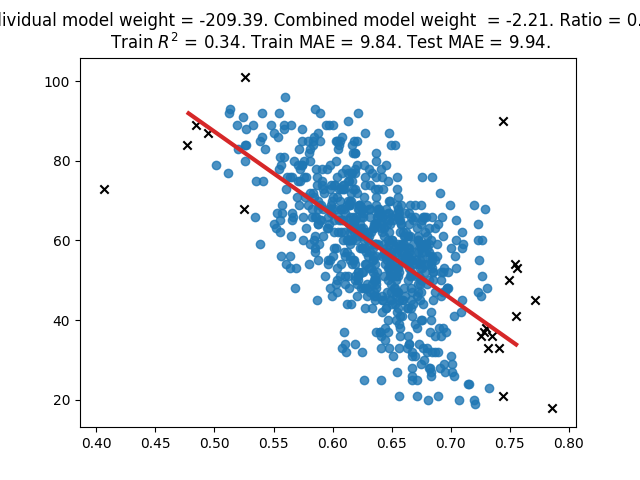 dividual model weight = -209.39. Combined model weight = -2.21. Ratio = 0.
Train R² = 0.34. Train MAE = 9.84. Test MAE = 9.94.
100
80
60
40
20
0.40 0.45 0.50 0.55 0.60 0.65 0.70 0.75 0.80